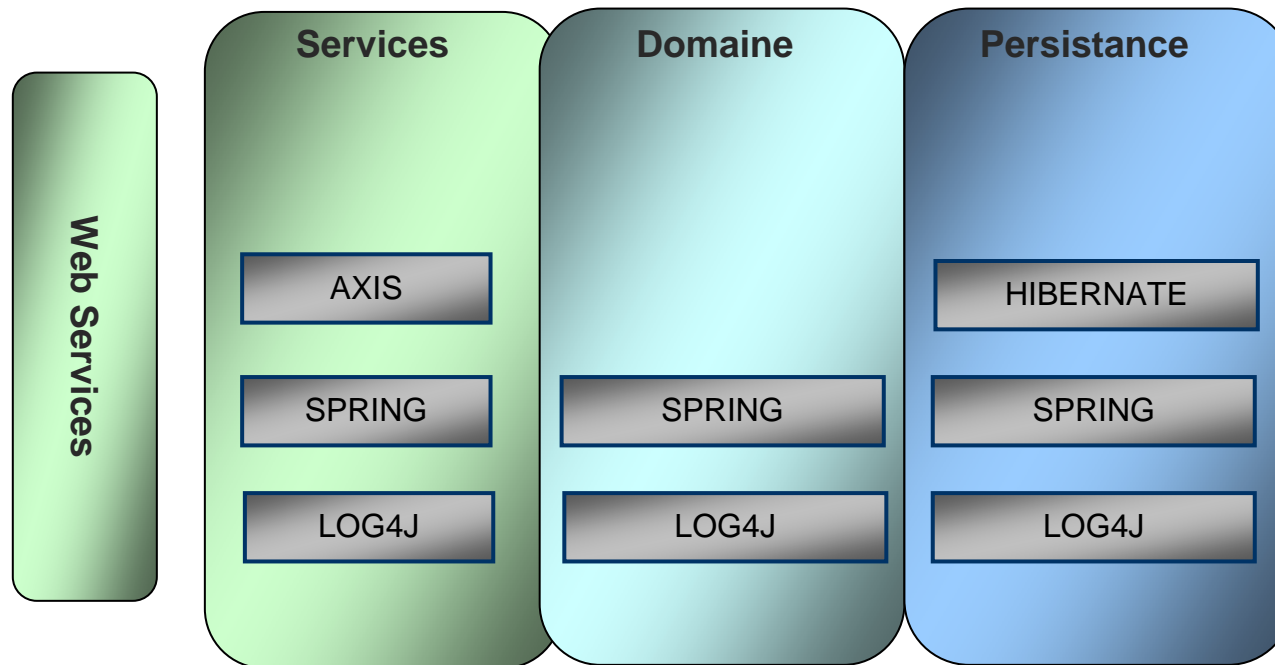 Services
Domaine
Persistance
Web Services
AXIS
HIBERNATE
SPRING
SPRING
SPRING
LOG4J
LOG4J
LOG4J